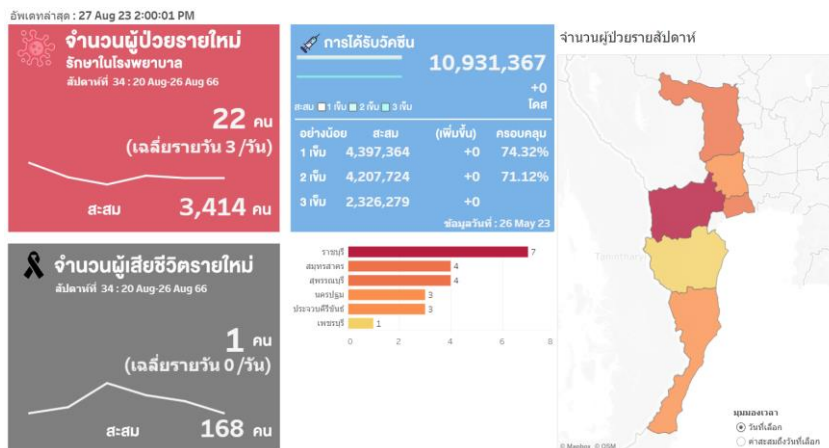 อัพเดทล่าสุด : 27 Aug 23 2:00:01 PM
จำนวนผู้ป่วยรายใหม่
รักษาในโรงพยาบาล
สัปดาห์ที่ 34 : 20 Aug-26 Aug 66
22 คน
(เฉลี่ยรายวัน 3 /วัน)
สะสม 3,414 คน
จำนวนผู้เสียชีวิตรายใหม่
สัปดาห์ที่ 34 : 20 Aug-26 Aug 66
1 คน
(เฉลี่ยรายวัน 0 /วัน)
สะสม 168 คน
การได้รับวัคซีน
10,931,367
+0
โดส
สะสม 1 เข็ม 2 เข็ม 3 เข็ม
อย่างน้อย สะสม (เพิ่มขึ้น) ครอบคลุม
1 เข็ม 4,397,364 +0 74.32%
2 เข็ม 4,207,724 +0 71.12%
3 เข็ม 2,326,279 +0
ข้อมูลวันที่ : 26 May 23
ราชบุรี 7
สมุทรสาคร 4
สุพรรณบุรี 4
นครปฐม 3
ประจวบคีรีขันธ์ 3
เพชรบุรี 1
0 2 4 6 8
จำนวนผู้ป่วยรายสัปดาห์
Tanintharyi
มุมมองเวลา
วันที่เลือก
ค่าสะสมถึงวันที่เลือก
© Mapbox © OSM